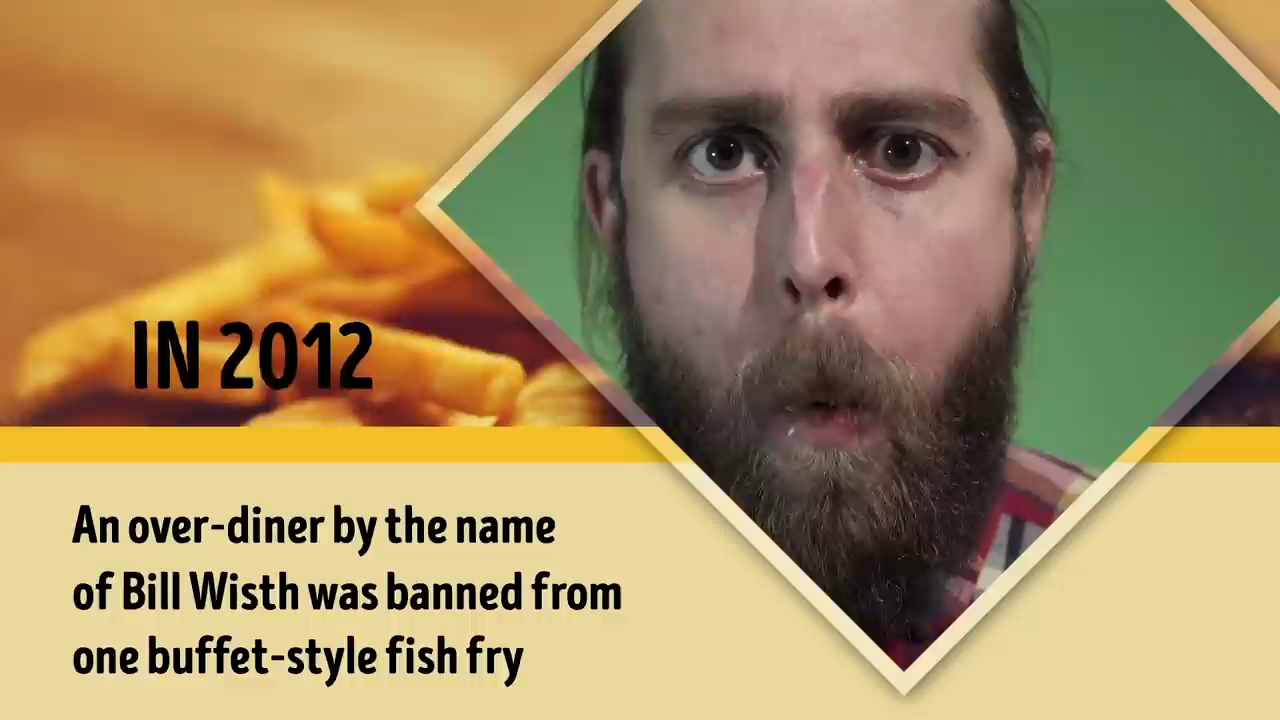 IN 2012
An over-diner by the name
of Bill Wisth was banned from
one buffet-style fish fry